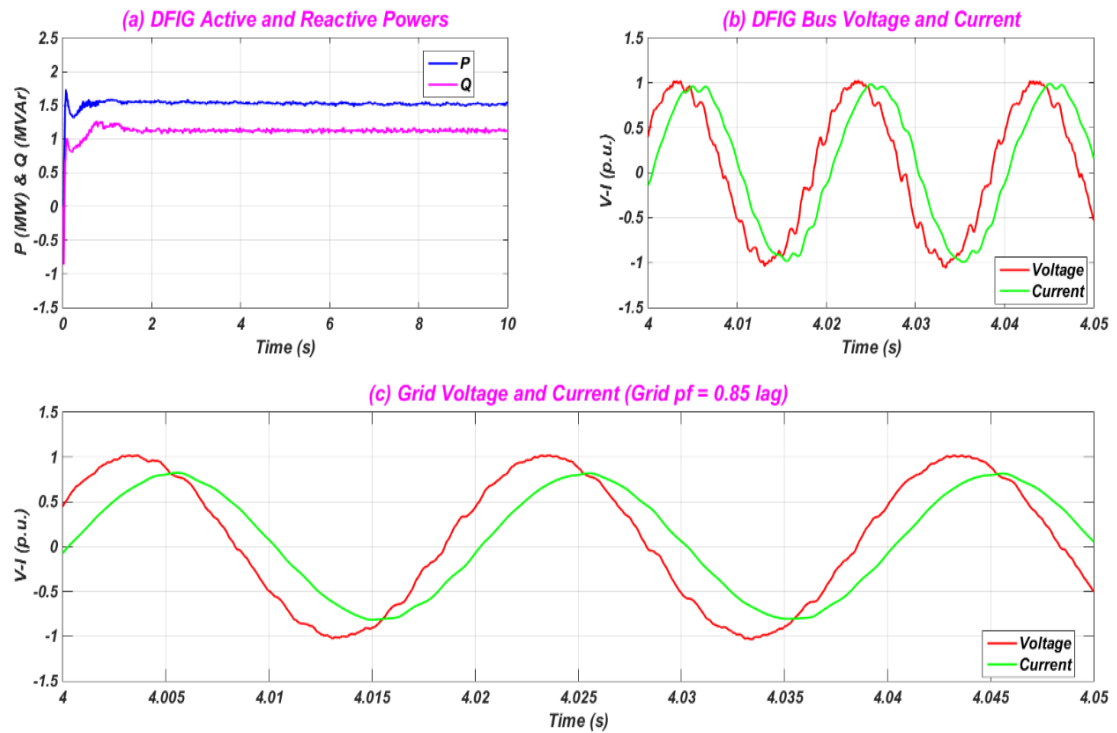 (a) DFIG Active and Reactive Powers
P (MW) & Q (MVAr)
2.5
2
1.5
1
0.5
0
-0.5
-1
-1.5
P
Q
0 2 4 6 8 10
Time (s)
(b) DFIG Bus Voltage and Current
V-I (p.u.)
1.5
1
0.5
0
-0.5
-1
-1.5
Voltage
Current
4 4.01 4.02 4.03 4.04 4.05
Time (s)
(c) Grid Voltage and Current (Grid pf = 0.85 lag)
V-I (p.u.)
1.5
1
0.5
0
-0.5
-1
-1.5
Voltage
Current
4 4.005 4.01 4.015 4.02 4.025 4.03 4.035 4.04 4.045 4.05
Time (s)